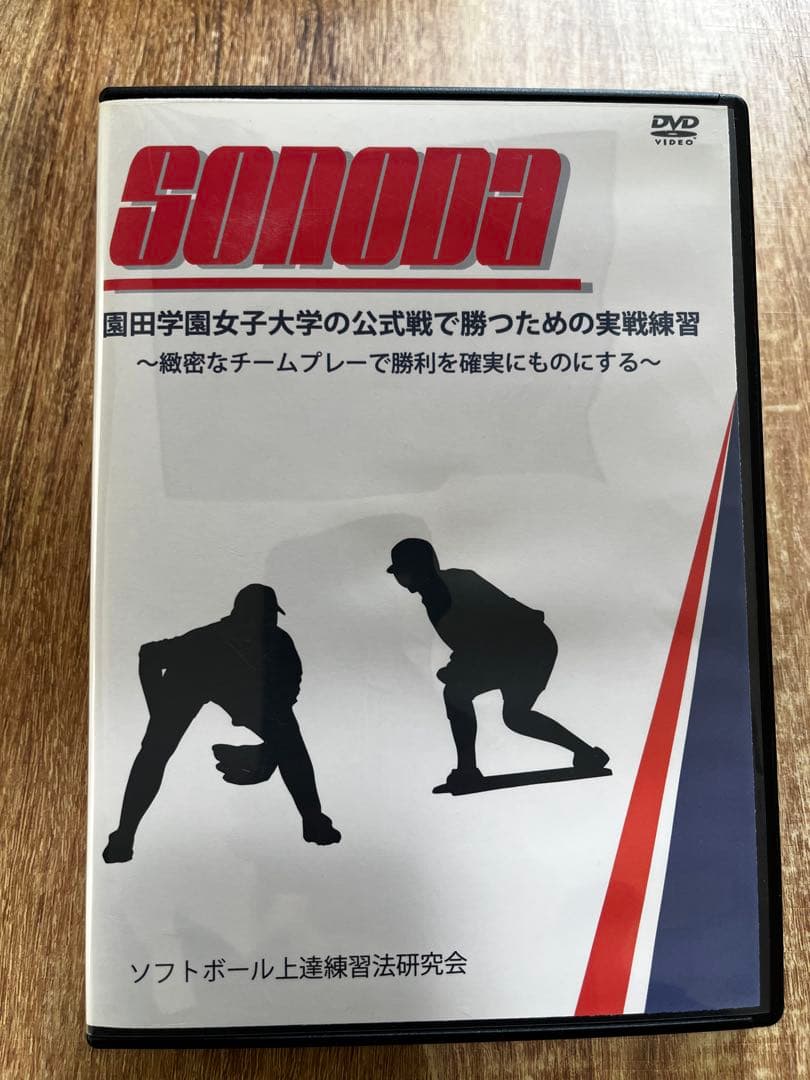 DVD
VIDEO
SONODA
園田学園女子大学の公式戦で勝つための実戦練習
～緻密なチームプレーで勝利を確実にものにする～
ソフトボール上達練習法研究会